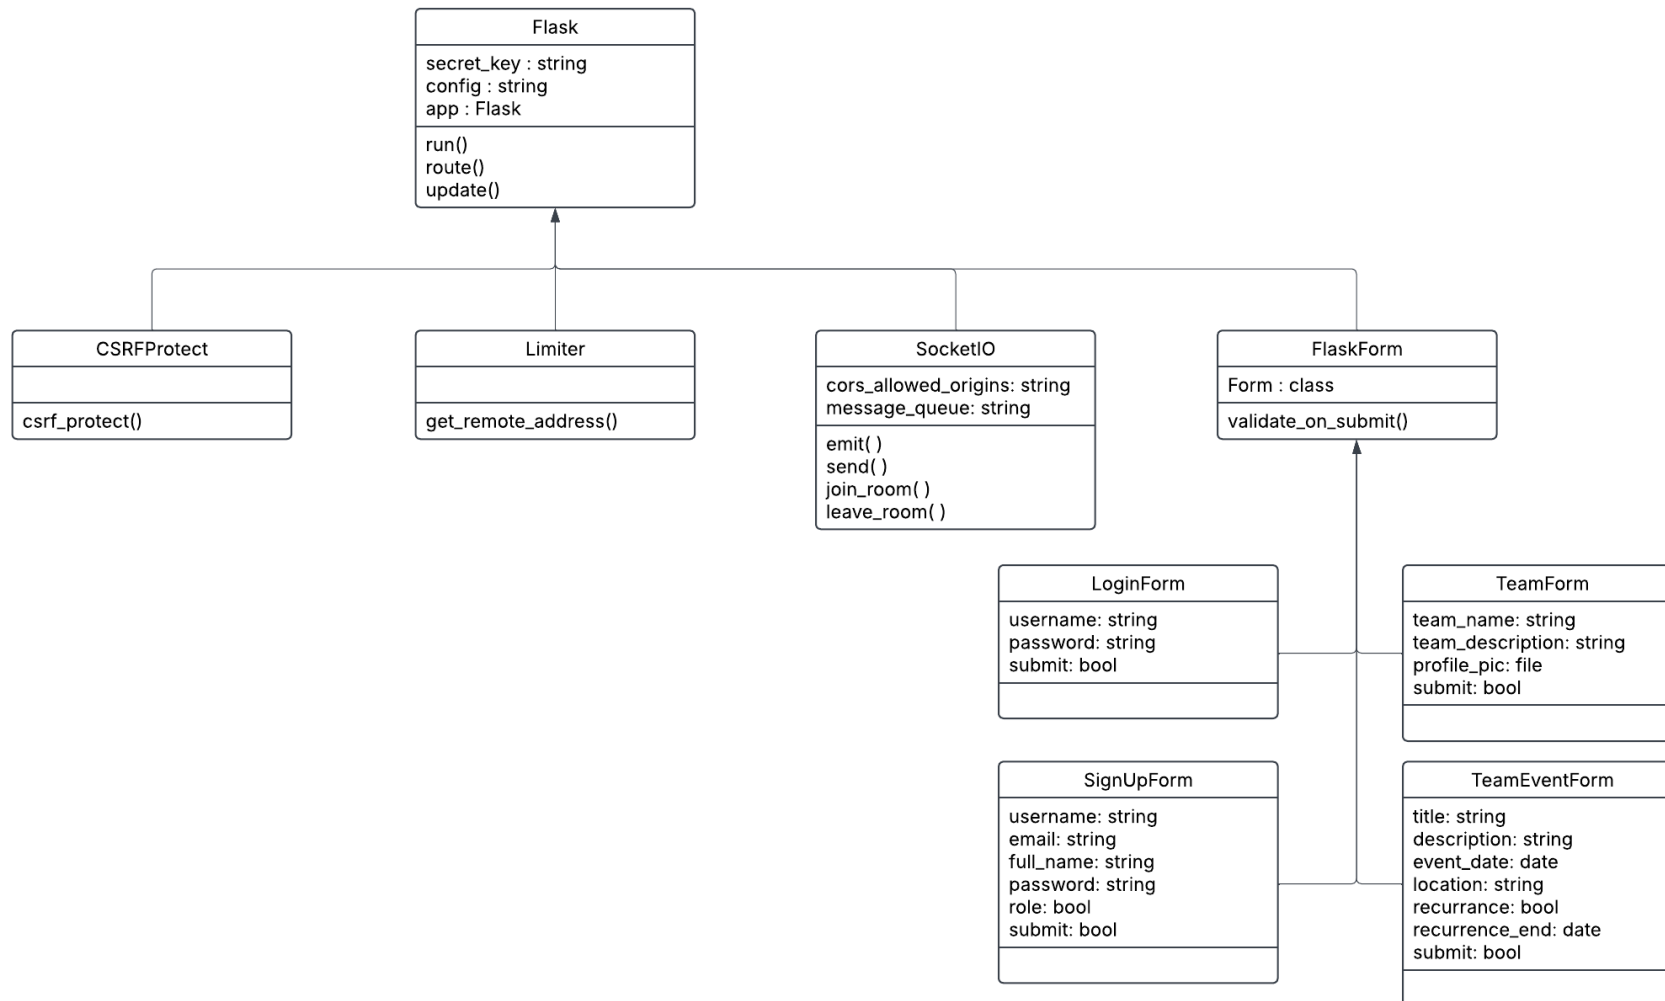 Flask
secret_key : string
config : string
app : Flask
run()
route()
update()
CSRFProtect
csrf_protect()
Limiter
get_remote_address()
SocketIO
cors_allowed_origins: string
message_queue: string
emit( )
send( )
join_room( )
leave_room( )
FlaskForm
Form : class
validate_on_submit()
LoginForm
username: string
password: string
submit: bool
TeamForm
team_name: string
team_description: string
profile_pic: file
submit: bool
SignUpForm
username: string
email: string
full_name: string
password: string
role: bool
submit: bool
TeamEventForm
title: string
description: string
event_date: date
location: string
recurrance: bool
recurrence_end: date
submit: bool